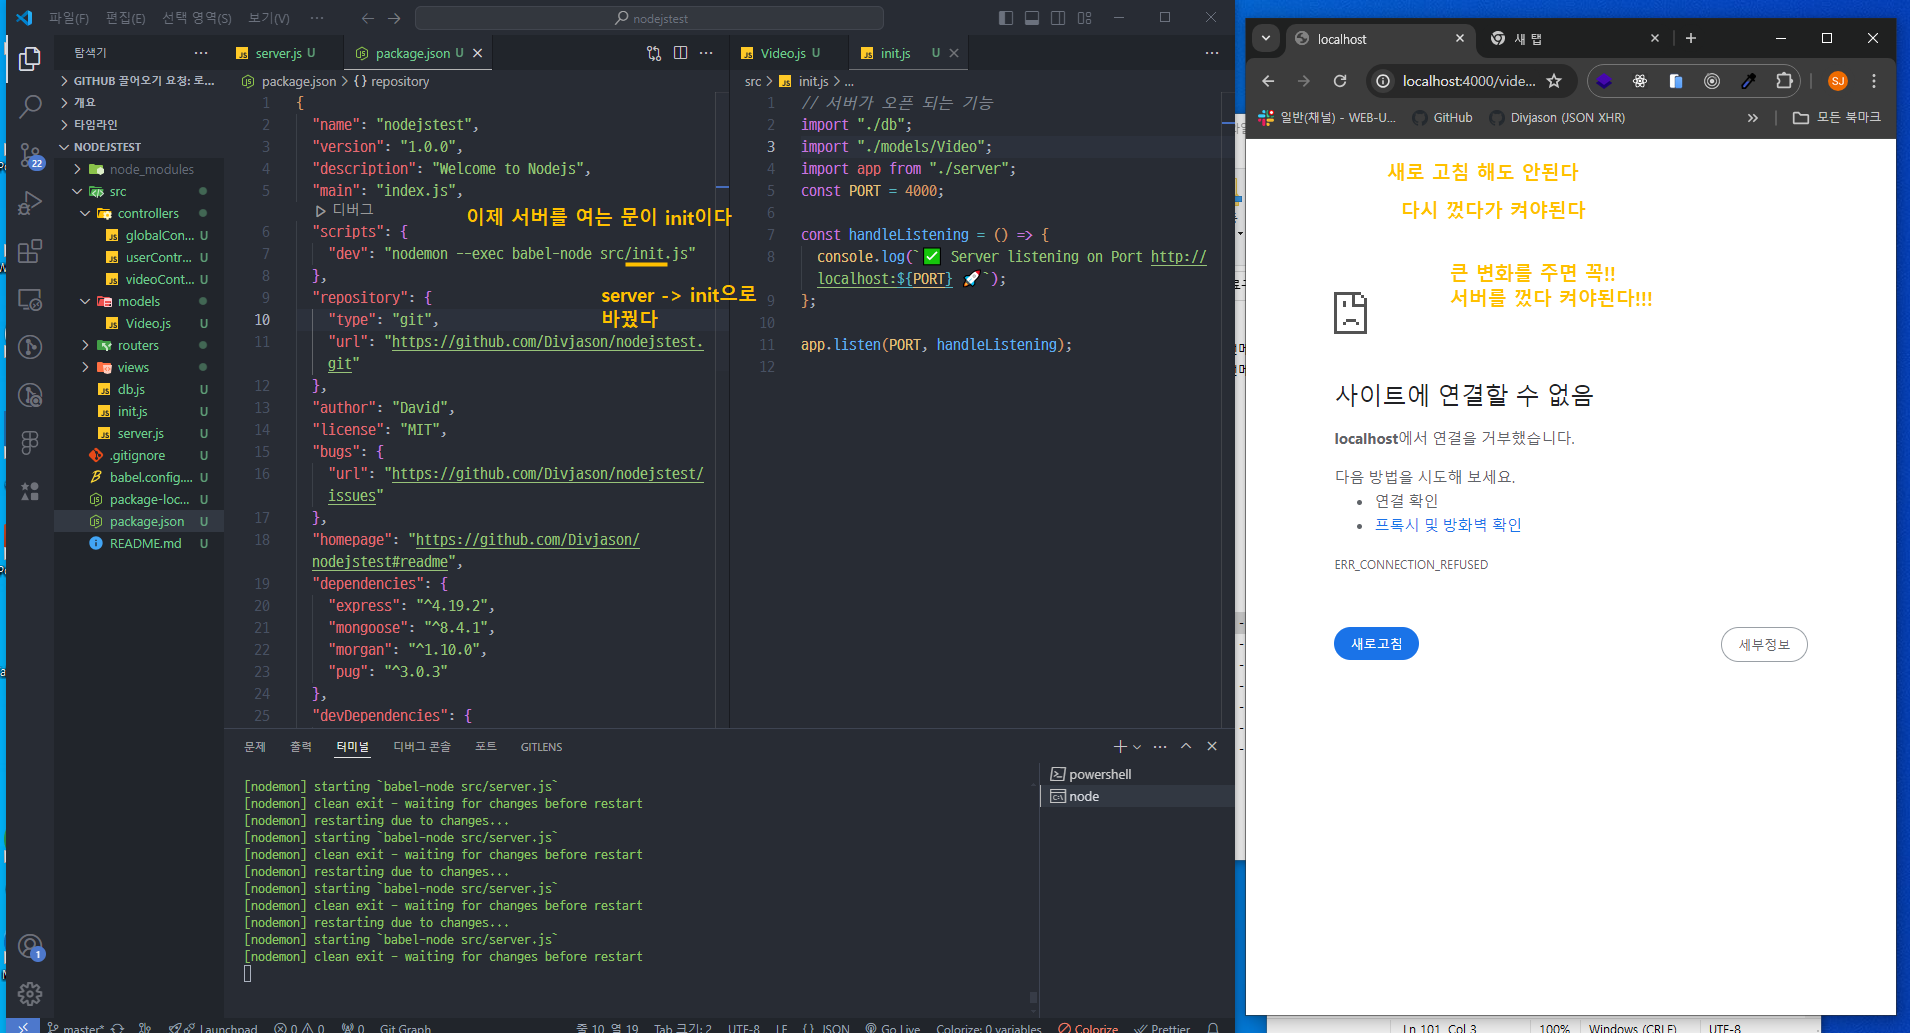 파일(F) 편집(E) 선택 영역(S) 보기(V) ···
nodejstest
탐색기
GITHUB 끌어오기 요청: 로...
개요
타임라인
NODEJSTEST
node_modules
src
controllers
globalCon... U
userContr... U
videoCont... U
models
Video.js U
routers
views
db.js U
init.js U
server.js U
.gitignore U
babel.config.... U
package-loc... U
package.json U
README.md U
22
1
server.js U
package.json U
package.json > {} repository
1 {
2 "name": "nodejstest",
3 "version": "1.0.0",
4 "description": "Welcome to Nodejs",
5 "main": "index.js",
디버그
이제 서버를 여는 문이 init이다
6 "scripts": {
7 "dev": "nodemon --exec babel-node src/init.js"
8 },
9 "repository": {
server -> init으로
바꿨다
10 "type": "git",
11 "url": "https://github.com/Divjason/nodejstest.
git"
12 },
13 "author": "David",
14 "license": "MIT",
15 "bugs": {
16 "url": "https://github.com/Divjason/nodejstest/
issues"
17 },
18 "homepage": "https://github.com/Divjason/
nodejstest#readme",
19 "dependencies": {
20 "express": "^4.19.2",
21 "mongoose": "^8.4.1",
22 "morgan": "^1.10.0",
23 "pug": "^3.0.3"
24 },
25 "devDependencies": {
Video.js U
init.js U
src > init.js > ...
1 // 서버가 오픈 되는 기능
2 import "./db";
3 import "./models/Video";
4 import app from "./server";
5 const PORT = 4000;
6
7 const handleListening = () => {
8 console.log(`✅ Server listening on Port http://
localhost:${PORT} 🚀`);
9 };
10
11 app.listen(PORT, handleListening);
12
문제 출력 터미널 디버그 콘솔 포트 GITLENS
[nodemon] starting `babel-node src/server.js`
[nodemon] clean exit - waiting for changes before restart
[nodemon] restarting due to changes...
[nodemon] starting `babel-node src/server.js`
[nodemon] clean exit - waiting for changes before restart
[nodemon] restarting due to changes...
[nodemon] starting `babel-node src/server.js`
[nodemon] clean exit - waiting for changes before restart
[nodemon] restarting due to changes...
[nodemon] starting `babel-node src/server.js`
[nodemon] clean exit - waiting for changes before restart
powershell
node
master* Launchpad 0 0 0 Git Graph 줄 10, 열 19 Tab 크기: 2 UTF-8 LF {} JSON Go Live Colorize: 0 variables Colorize Prettier
localhost
새 탭
localhost:4000/vide...
SJ
일반(채널) - WEB-U... GitHub Divjason (JSON XHR) » 모든 북마크
새로 고침 해도 안된다
다시 껐다가 켜야된다
큰 변화를 주면 꼭!!
서버를 껐다 켜야된다!!!
사이트에 연결할 수 없음
localhost에서 연결을 거부했습니다.
다음 방법을 시도해 보세요.
• 연결 확인
• 프록시 및 방화벽 확인
ERR_CONNECTION_REFUSED
새로고침
세부정보
Ln 101, Col 3 100% Windows (CRLF) UTF-8